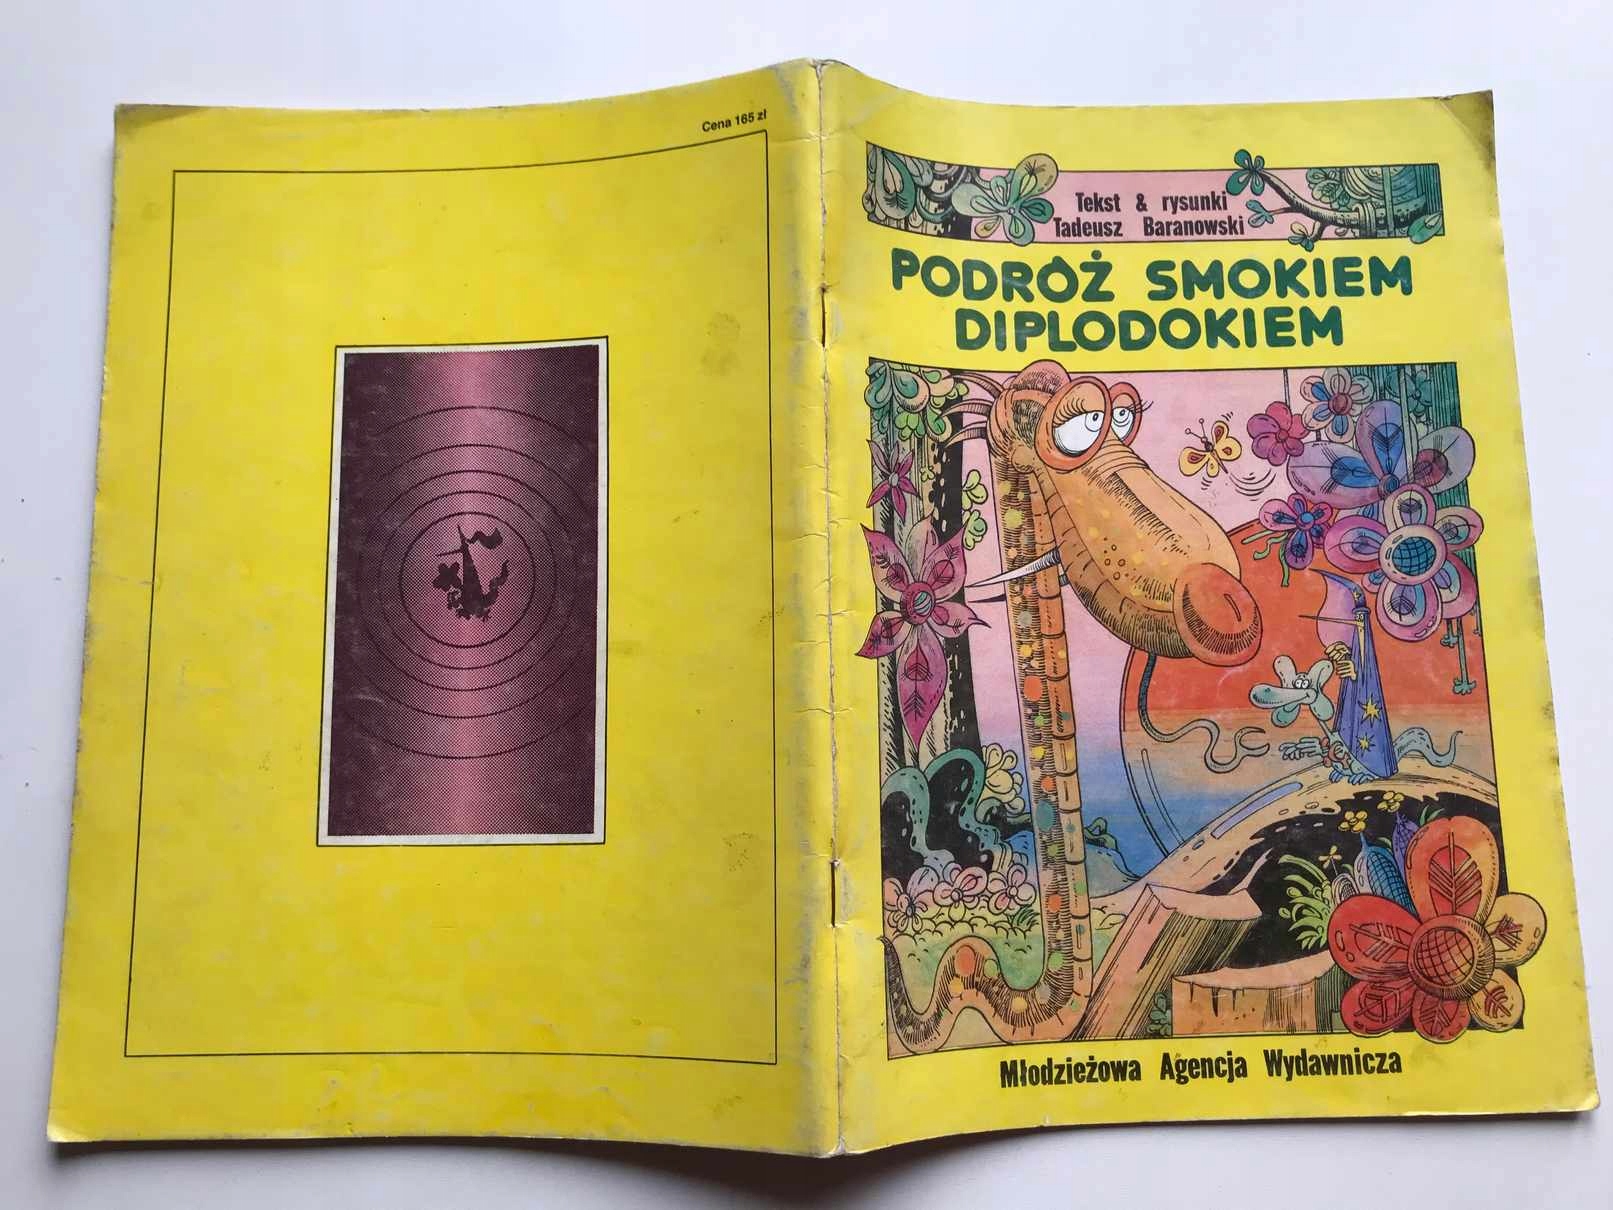 Cena 165 zł
Tekst & rysunki
Tadeusz Baranowski
PODRÓŻ SMOKIEM
DIPLODOKIEM
Młodzieżowa Agencja Wydawnicza